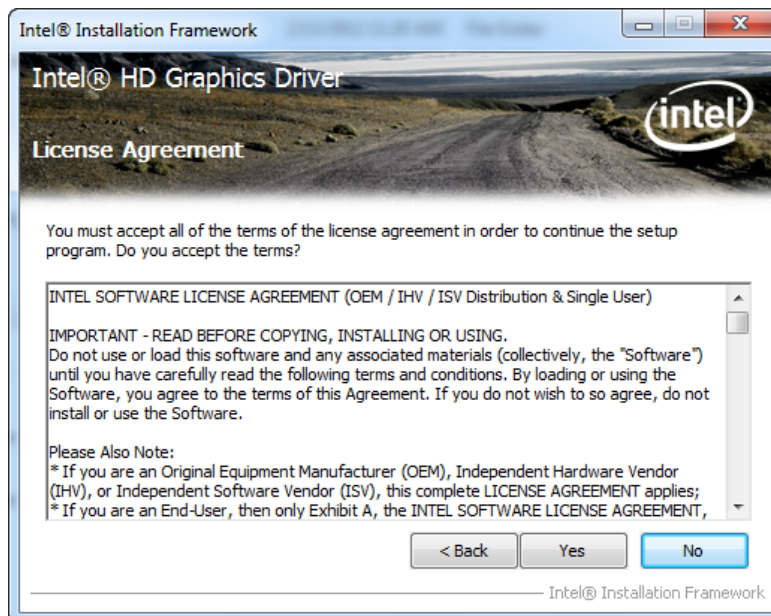 Intel® Installation Framework
Intel® HD Graphics Driver
intel
License Agreement
You must accept all of the terms of the license agreement in order to continue the setup
program. Do you accept the terms?
INTEL SOFTWARE LICENSE AGREEMENT (OEM / IHV / ISV Distribution & Single User)
IMPORTANT - READ BEFORE COPYING, INSTALLING OR USING.
Do not use or load this software and any associated materials (collectively, the "Software")
until you have carefully read the following terms and conditions. By loading or using the
Software, you agree to the terms of this Agreement. If you do not wish to so agree, do not
install or use the Software.
Please Also Note:
* If you are an Original Equipment Manufacturer (OEM), Independent Hardware Vendor
(IHV), or Independent Software Vendor (ISV), this complete LICENSE AGREEMENT applies;
* If you are an End-User, then only Exhibit A, the INTEL SOFTWARE LICENSE AGREEMENT,
< Back Yes No
Intel® Installation Framework